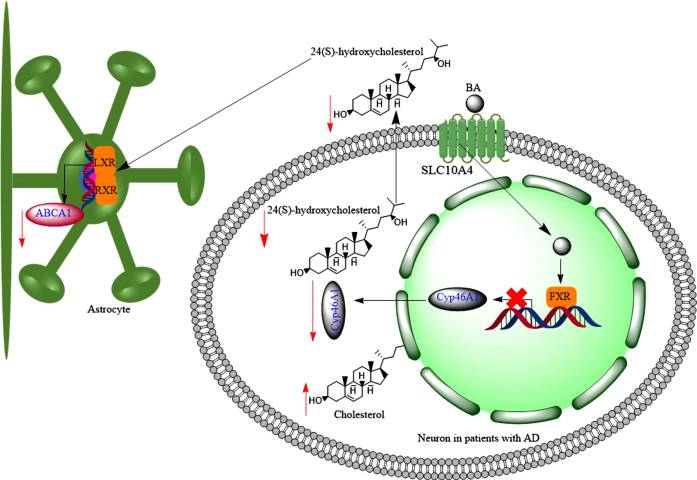 24(S)-hydroxycholesterol
OH
H
H
H
HO
BA
SLC10A4
LXR
RXR
ABCA1
Astrocyte
24(S)-hydroxycholesterol
OH
H
H
H
HO
FXR
Cyp46A1
Cyp46A1
H
H
H
HO
Cholesterol
Neuron in patients with AD